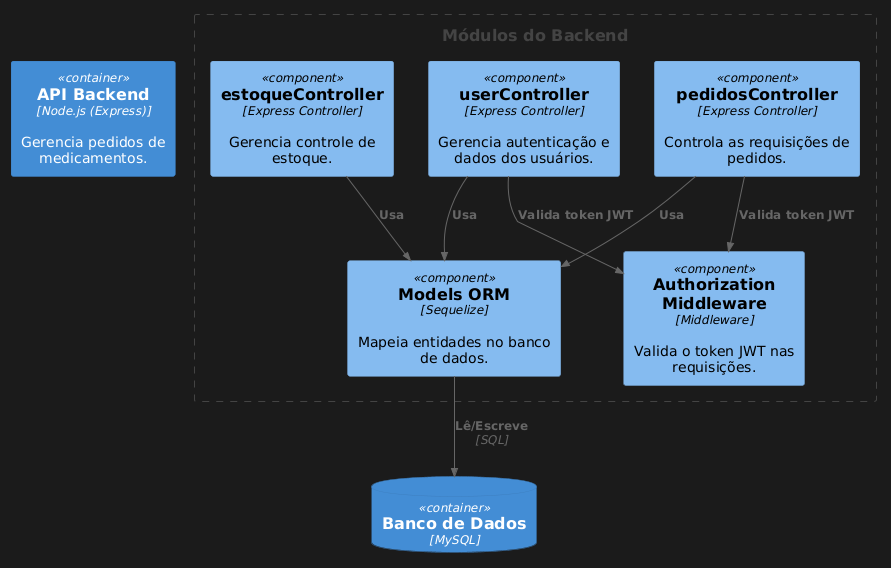 Módulos do Backend
«container»
API Backend
[Node.js (Express)]
Gerencia pedidos de
medicamentos.
«component»
estoqueController
[Express Controller]
Gerencia controle de
estoque.
«component»
userController
[Express Controller]
Gerencia autenticação e
dados dos usuários.
«component»
pedidosController
[Express Controller]
Controla as requisições de
pedidos.
Usa
Usa
Valida token JWT
Usa
Valida token JWT
«component»
Models ORM
[Sequelize]
Mapeia entidades no banco
de dados.
«component»
Authorization
Middleware
[Middleware]
Valida o token JWT nas
requisições.
Lê/Escreve
[SQL]
«container»
Banco de Dados
[MySQL]